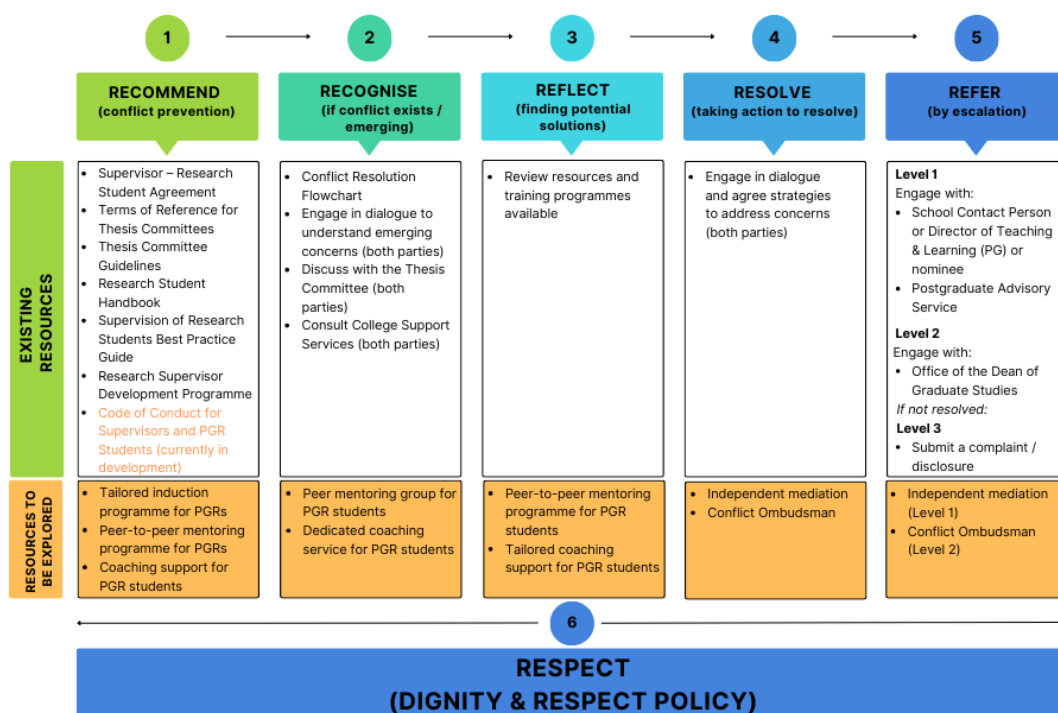 1
2
3
4
5
RECOMMEND
(conflict prevention)
RECOGNISE
(if conflict exists /
emerging)
REFLECT
(finding potential
solutions)
RESOLVE
(taking action to resolve)
REFER
(by escalation)
EXISTING
RESOURCES
• Supervisor – Research
Student Agreement
• Terms of Reference for
Thesis Committees
• Thesis Committee
Guidelines
• Research Student
Handbook
• Supervision of Research
Students Best Practice
Guide
• Research Supervisor
Development Programme
• Code of Conduct for
Supervisors and PGR
Students (currently in
development)
• Conflict Resolution
Flowchart
• Engage in dialogue to
understand emerging
concerns (both parties)
• Discuss with the Thesis
Committee (both
parties)
• Consult College Support
Services (both parties)
• Review resources and
training programmes
available
• Engage in dialogue
and agree strategies
to address concerns
(both parties)
Level 1
Engage with:
• School Contact Person
or Director of Teaching
& Learning (PG) or
nominee
• Postgraduate Advisory
Service
Level 2
Engage with:
• Office of the Dean of
Graduate Studies
If not resolved:
Level 3
• Submit a complaint /
disclosure
RESOURCES TO
BE EXPLORED
• Tailored induction
programme for PGRs
• Peer-to-peer mentoring
programme for PGRs
• Coaching support for
PGR students
• Peer mentoring group for
PGR students
• Dedicated coaching
service for PGR students
• Peer-to-peer mentoring
programme for PGR
students
• Tailored coaching
support for PGR students
• Independent mediation
• Conflict Ombudsman
• Independent mediation
(Level 1)
• Conflict Ombudsman
(Level 2)
6
RESPECT
(DIGNITY & RESPECT POLICY)